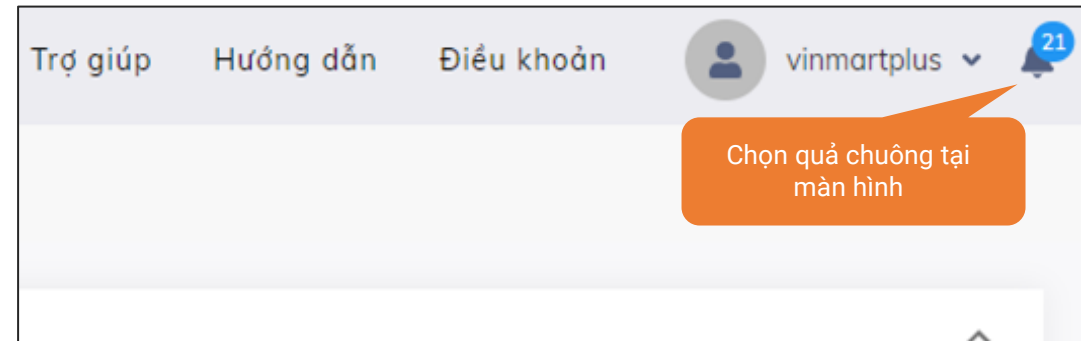 Trợ giúp Hướng dẫn Điều khoản vinmartplus 21
Chọn quả chuông tại
màn hình